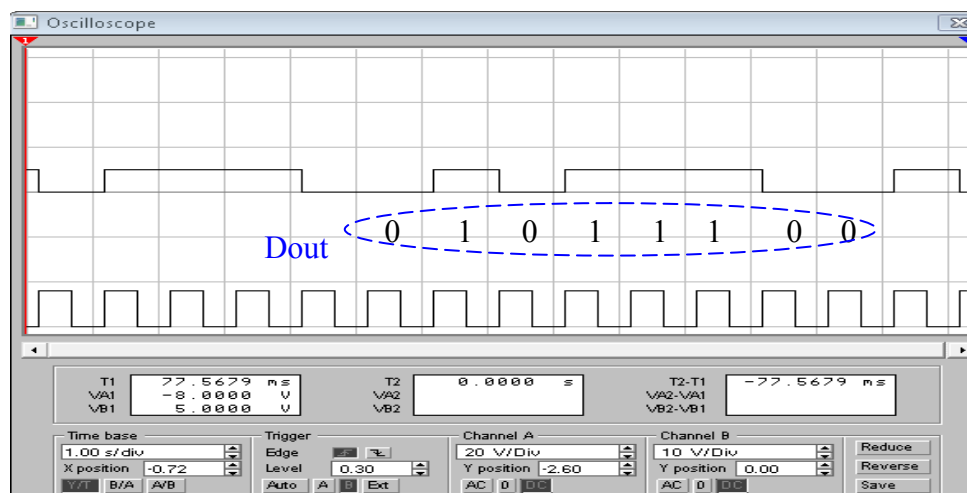 Oscilloscope
1
0 1 0 1 1 1 0 0
Dout
T1 77.5679 ms T2 0.0000 s T2-T1 -77.5679 ms
VA1 -8.0000 V VA2 VA2-VA1
VB1 5.0000 V VB2 VB2-VB1
Time base Trigger Channel A Channel B
1.00 s/div Edge 20 V/Div 10 V/Div Reduce
X position -0.72 Level 0.30 Y position -2.60 Y position 0.00 Reverse
Y/T B/A A/B Auto A B Ext AC 0 DC AC 0 DC Save